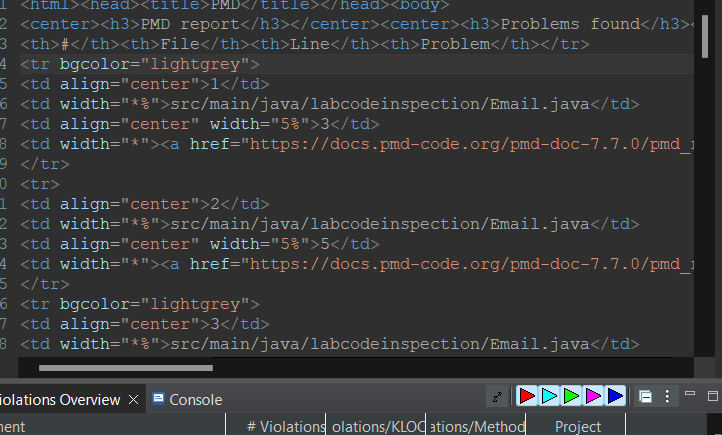 1 <html><head><title>PMD</title></head><body>
2 <center><h3>PMD report</h3></center><center><h3>Problems found</h3><
3 <th>#</th><th>File</th><th>Line</th><th>Problem</th></tr>
4 <tr bgcolor="lightgrey">
5 <td align="center">1</td>
6 <td width="*%">src/main/java/labcodeinspection/Email.java</td>
7 <td align="center" width="5%">3</td>
8 <td width="*"><a href="https://docs.pmd-code.org/pmd-doc-7.7.0/pmd_r
9 </tr>
0 <tr>
1 <td align="center">2</td>
2 <td width="*%">src/main/java/labcodeinspection/Email.java</td>
3 <td align="center" width="5%">5</td>
4 <td width="*"><a href="https://docs.pmd-code.org/pmd-doc-7.7.0/pmd_r
5 </tr>
6 <tr bgcolor="lightgrey">
7 <td align="center">3</td>
8 <td width="*%">src/main/java/labcodeinspection/Email.java</td>
iolations Overview Console
ment # Violations olations/KLOC ations/Method Project